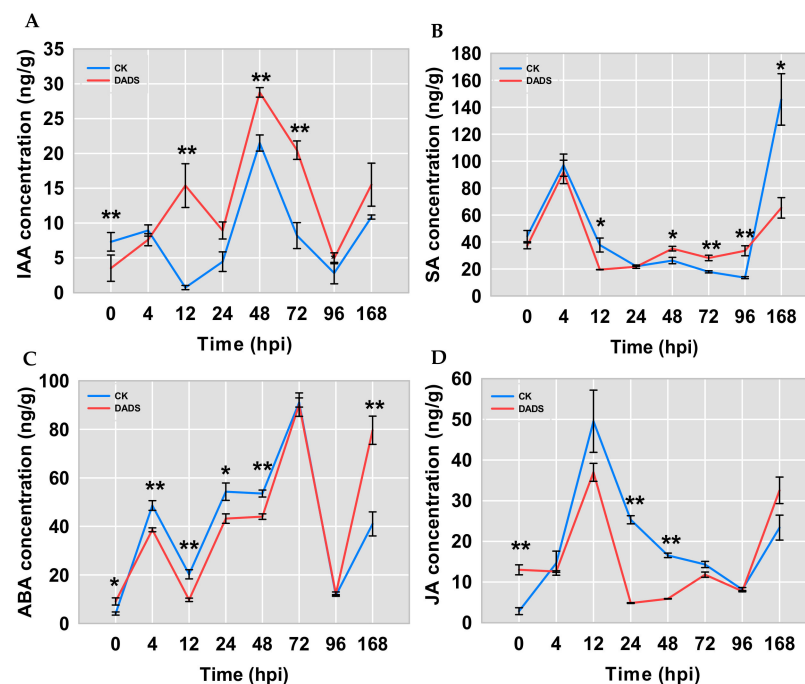 A
IAA concentration (ng/g)
35
30
25
20
15
10
5
0
CK
DADS
**
**
**
**
0 4 12 24 48 72 96 168
Time (hpi)
B
SA concentration (ng/g)
180
160
140
120
100
80
60
40
20
0
CK
DADS
*
*
*
**
**
0 4 12 24 48 72 96 168
Time (hpi)
C
ABA concentration (ng/g)
100
80
60
40
20
0
CK
DADS
*
**
**
*
**
**
0 4 12 24 48 72 96 168
Time (hpi)
D
JA concentration (ng/g)
60
50
40
30
20
10
0
CK
DADS
**
**
**
0 4 12 24 48 72 96 168
Time (hpi)